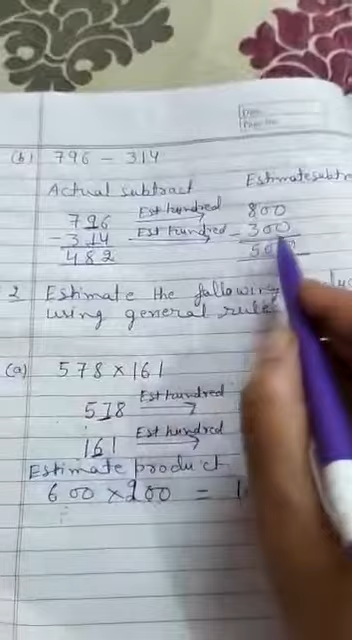 (b) 796 - 314
Actual subtract Estimate subtr
796 Est hundred 800
- 314 Est hundred - 300
482
2 Estimate the following
using general rule
(a) 578 × 161
578 Est hundred
161 Est hundred
Estimate product
600 × 200 = 1